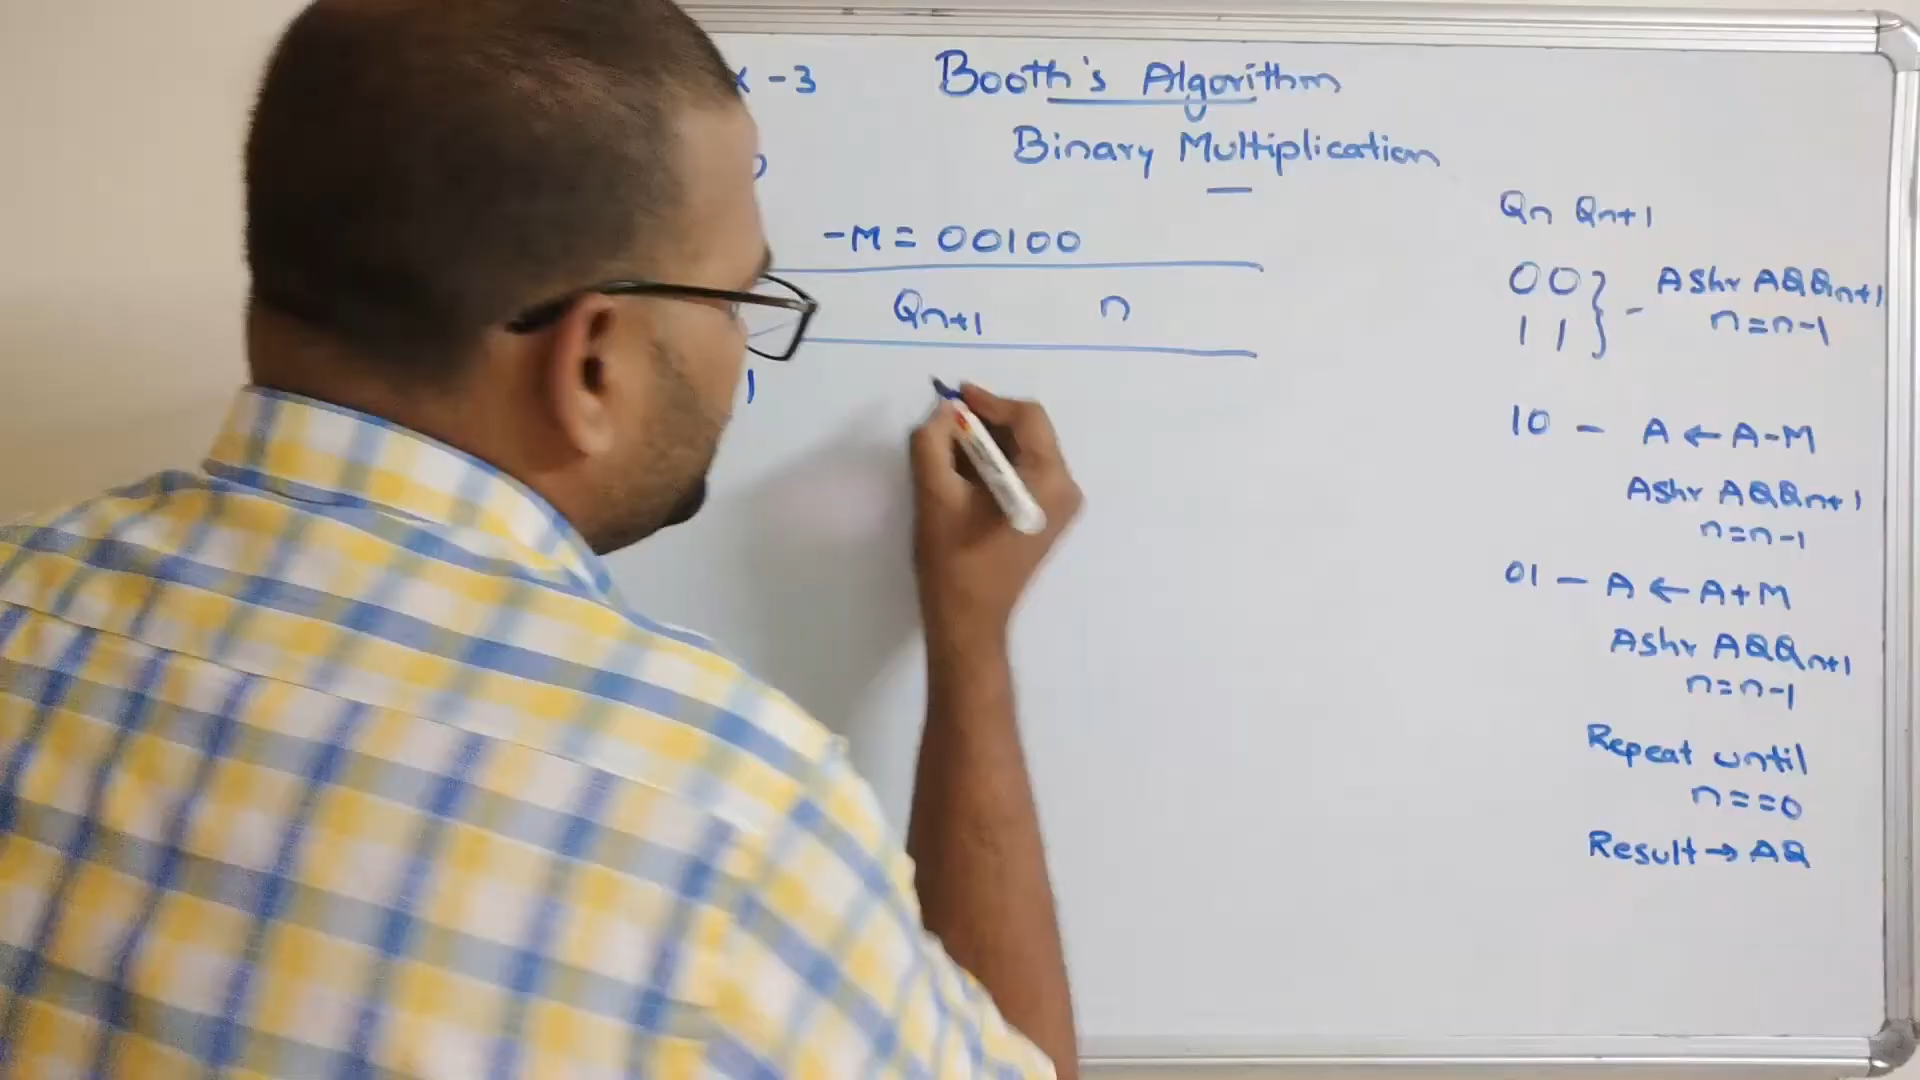 x -3
Booth's Algorithm
Binary Multiplication
-M = 00100
Qn+1 n
1
Qn Qn+1
00
11 } - Ashr AQQn+1
n=n-1
10 - A ← A-M
Ashr AQQn+1
n=n-1
01 - A ← A+M
Ashr AQQn+1
n=n-1
Repeat until
n==0
Result → AQ